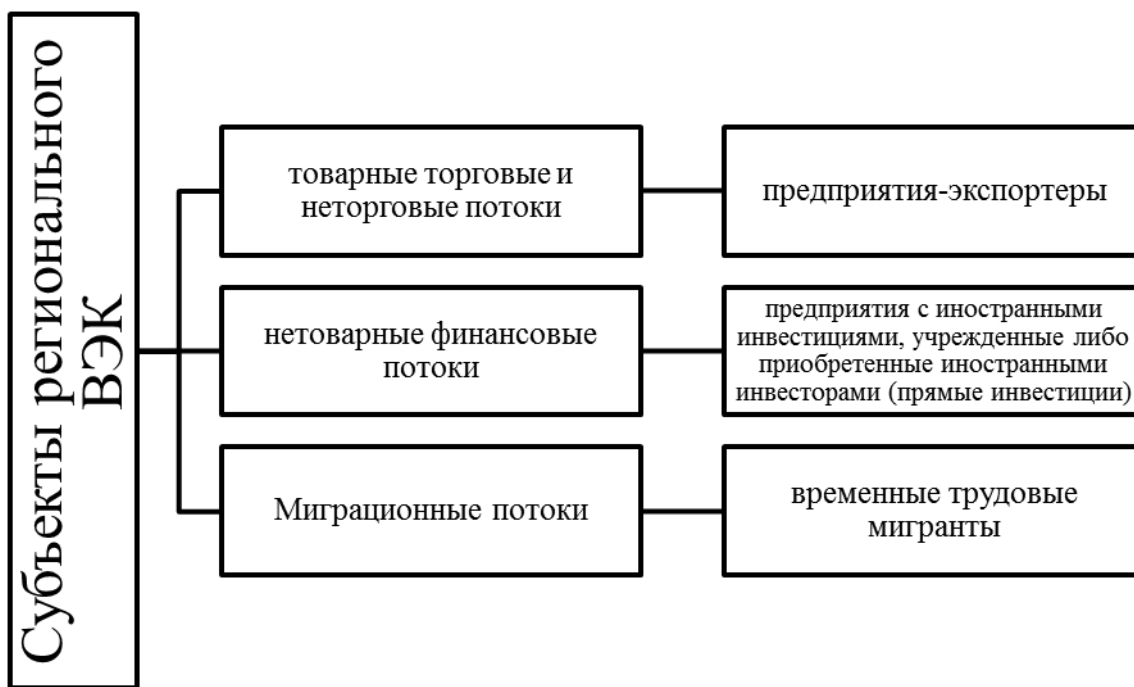 Субъекты регионального
ВЭК
товарные торговые и
неторговые потоки
предприятия-экспортеры
нетоварные финансовые
потоки
предприятия с иностранными
инвестициями, учрежденные либо
приобретенные иностранными
инвесторами (прямые инвестиции)
Миграционные потоки
временные трудовые
мигранты